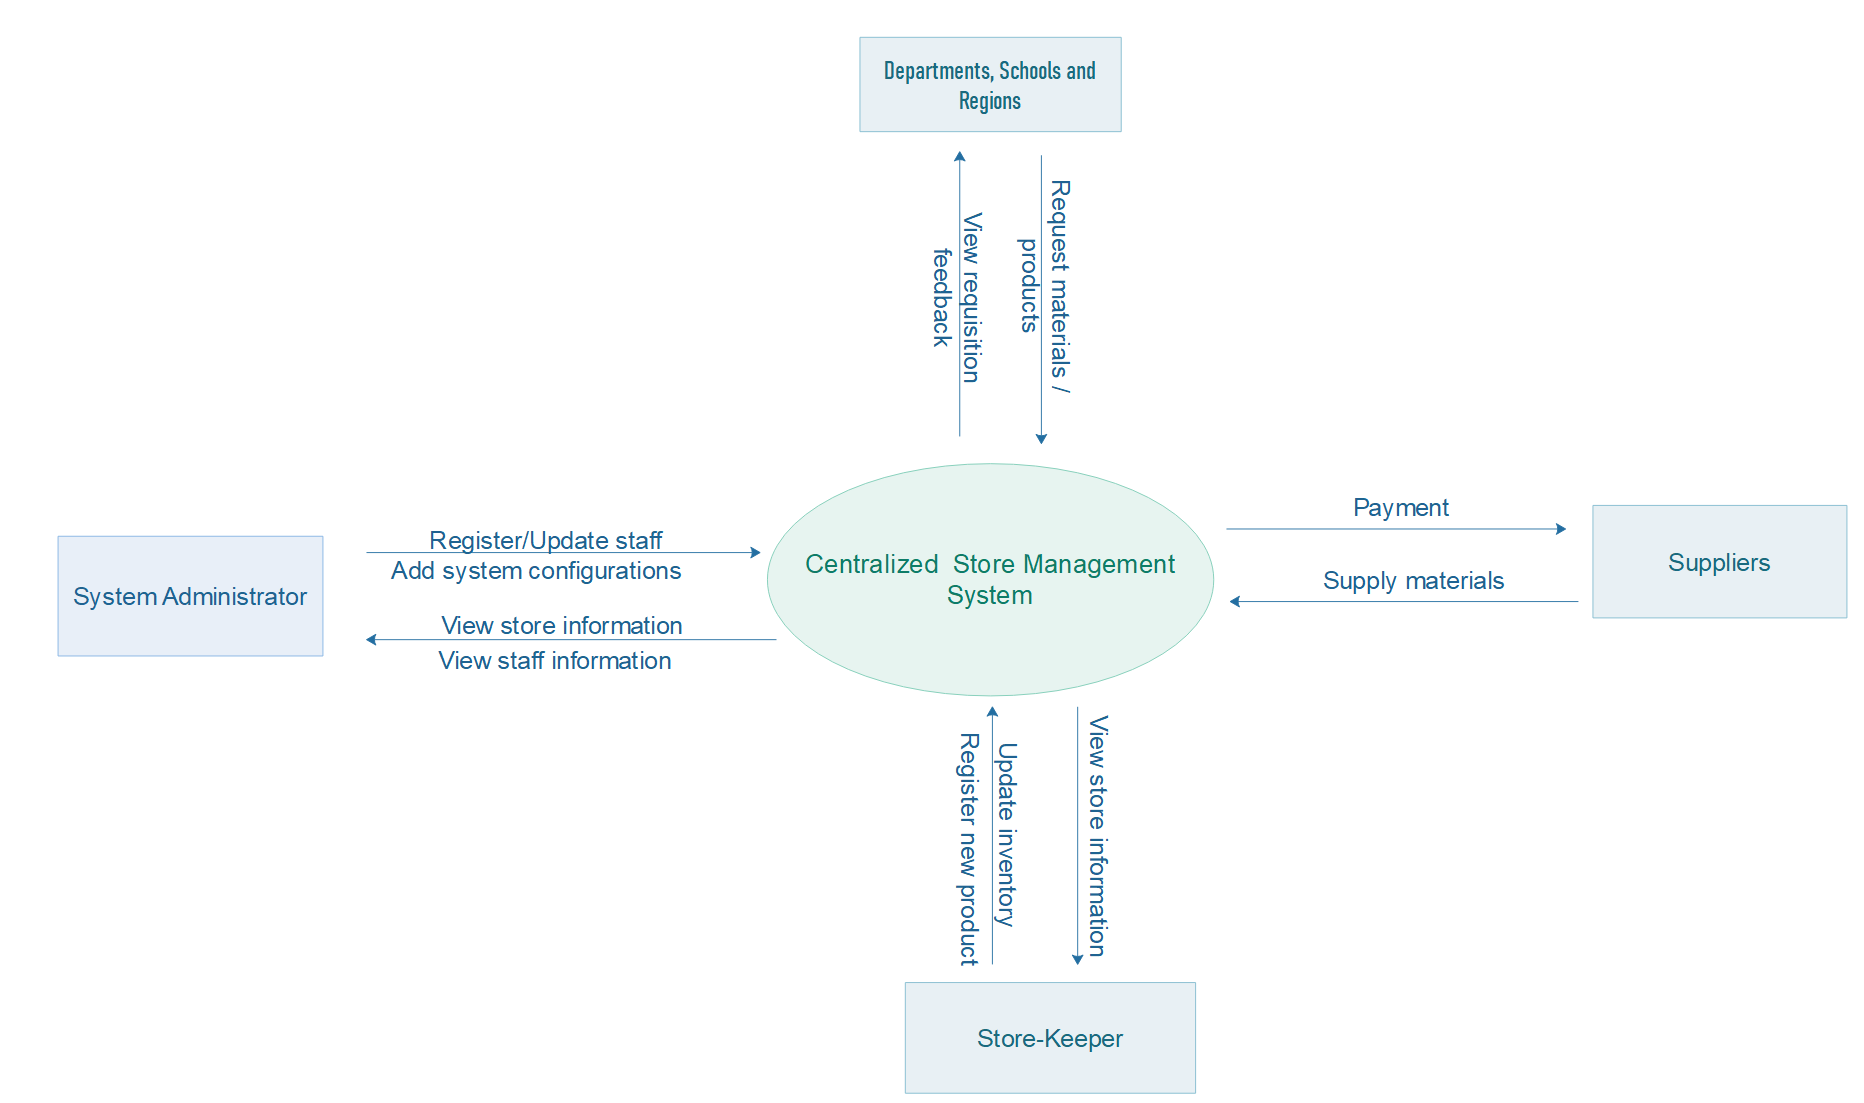 Departments, Schools and
Regions
View requisition
feedback
Request materials /
products
Register/Update staff
Add system configurations
System Administrator
View store information
View staff information
Centralized  Store Management
System
Payment
Supply materials
Suppliers
Update inventory
Register new product
View store information
Store-Keeper